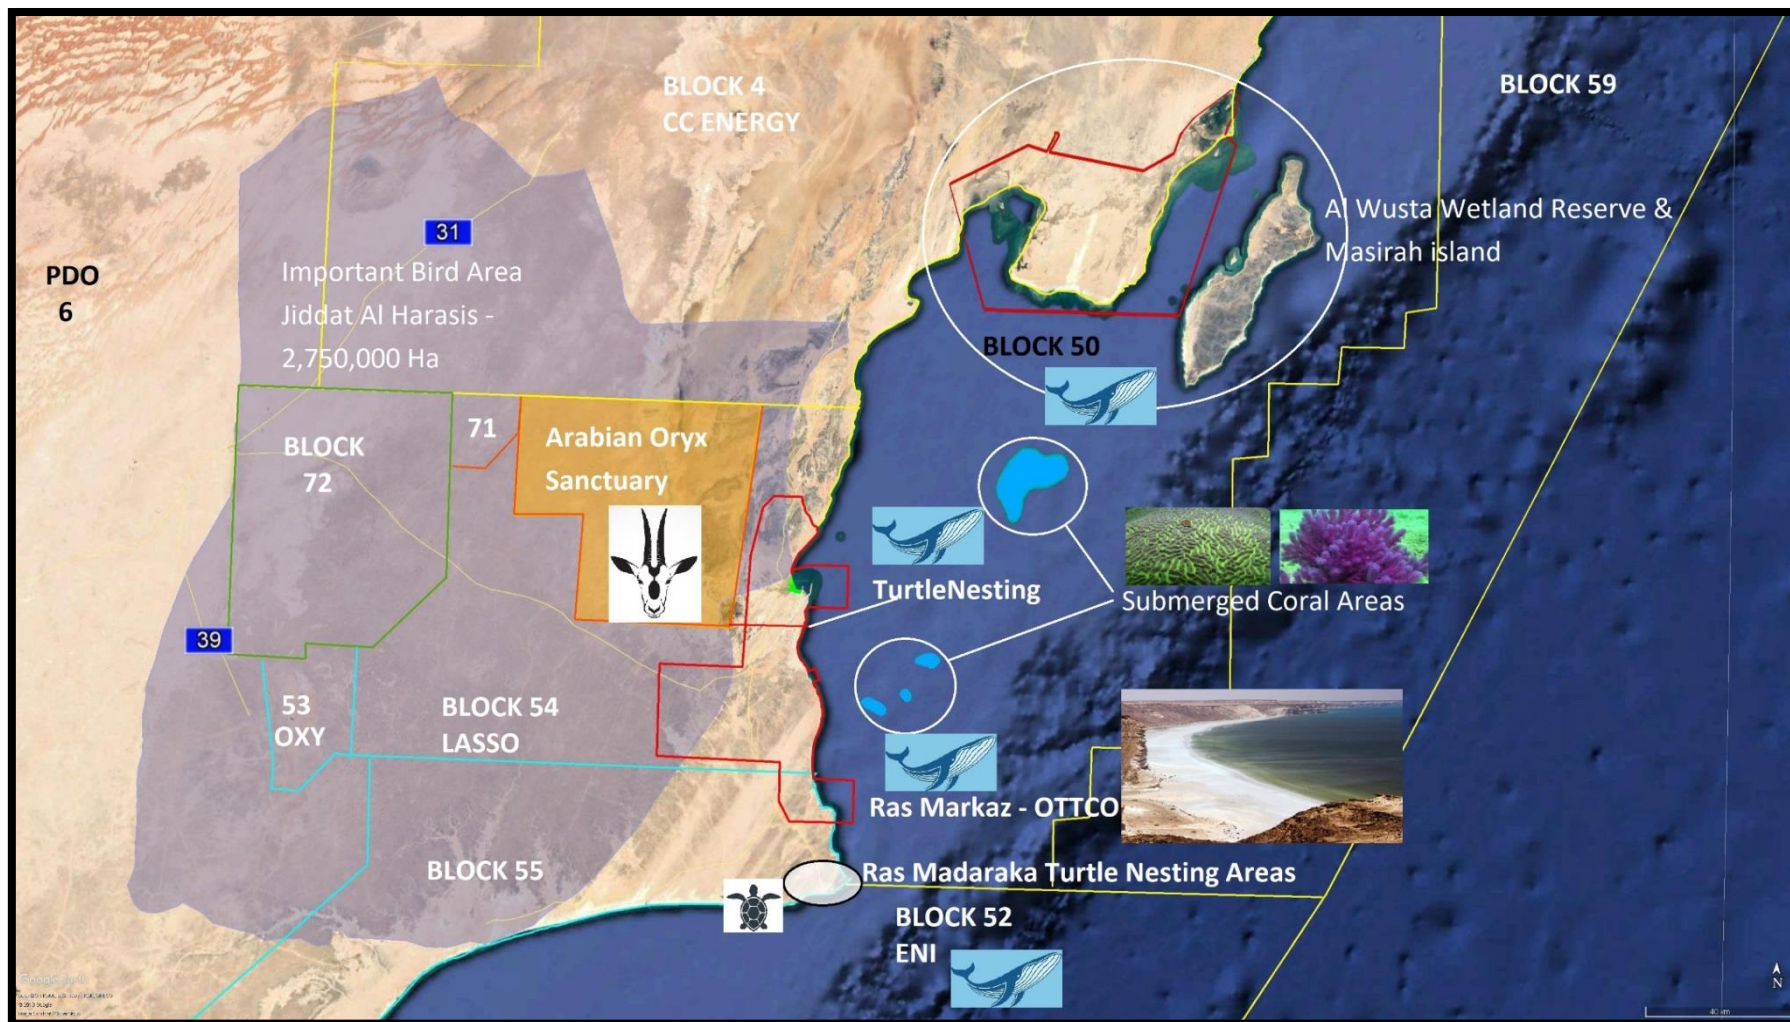 BLOCK 4
CC ENERGY
BLOCK 59
Al Wusta Wetland Reserve &
Masirah island
31
PDO
6
Important Bird Area
Jiddat Al Harasis -
2,750,000 Ha
BLOCK 50
71
Arabian Oryx
Sanctuary
BLOCK
72
TurtleNesting
Submerged Coral Areas
39
53
OXY
BLOCK 54
LASSO
Ras Markaz - OTTCO
BLOCK 55
Ras Madaraka Turtle Nesting Areas
BLOCK 52
ENI
N
40 km